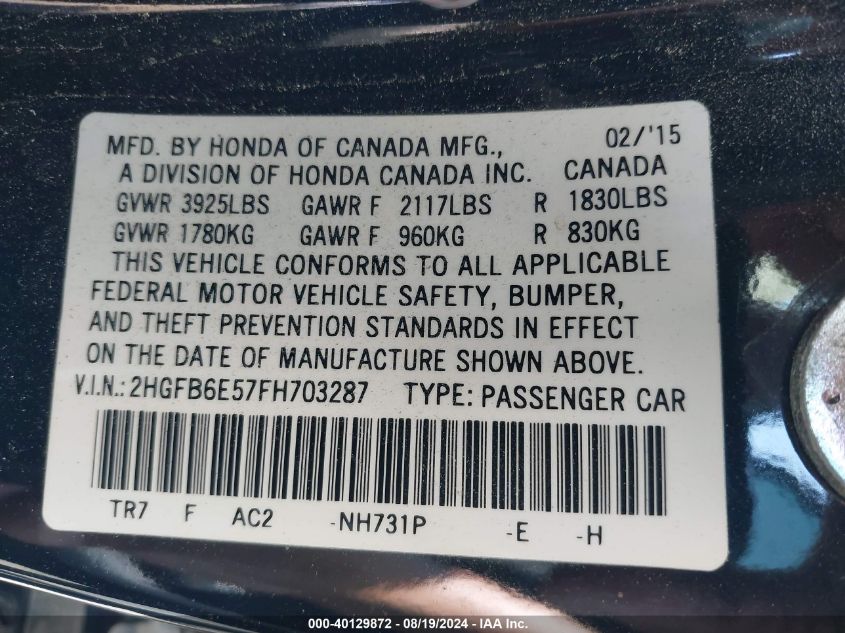 MFD. BY HONDA OF CANADA MFG., 02/'15
A DIVISION OF HONDA CANADA INC. CANADA
GVWR 3925LBS GAWR F 2117LBS R 1830LBS
GVWR 1780KG GAWR F 960KG R 830KG
THIS VEHICLE CONFORMS TO ALL APPLICABLE
FEDERAL MOTOR VEHICLE SAFETY, BUMPER,
AND THEFT PREVENTION STANDARDS IN EFFECT
ON THE DATE OF MANUFACTURE SHOWN ABOVE.
V.I.N.: 2HGFB6E57FH703287 TYPE: PASSENGER CAR
TR7 F AC2 -NH731P -E -H
000-40129872 - 08/19/2024 - IAA Inc.